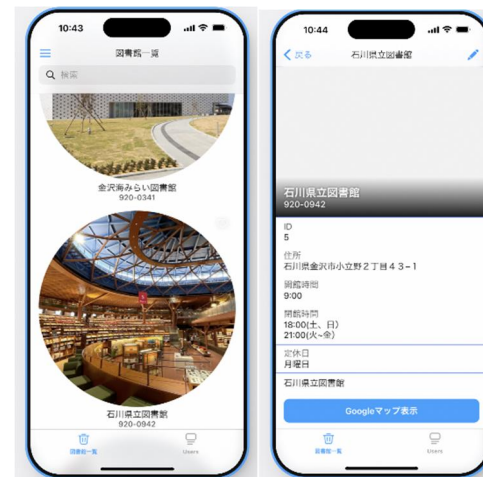 10:43
図書館一覧
検索
金沢海みらい図書館
920-0341
石川県立図書館
920-0942
図書館一覧
Users
10:44
戻る
石川県立図書館
石川県立図書館
920-0942
ID
5
住所
石川県金沢市小立野2丁目43-1
開館時間
9:00
閉館時間
18:00(土、日)
21:00(火~金)
定休日
月曜日
石川県立図書館
Googleマップ表示
図書館一覧
Users